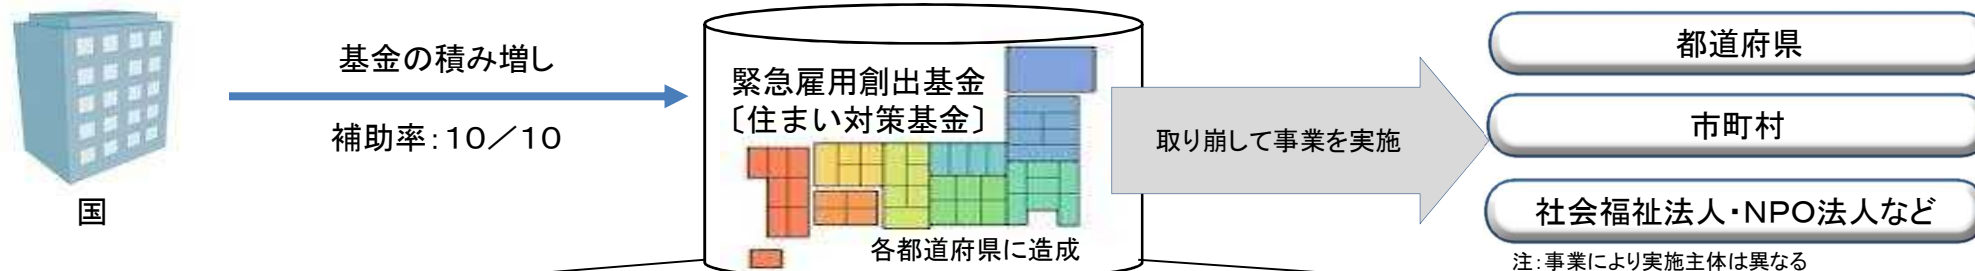 国
基金の積み増し
補助率：１０／１０
緊急雇用創出基金
〔住まい対策基金〕
各都道府県に造成
取り崩して事業を実施
都道府県
市町村
社会福祉法人・ＮＰＯ法人など
注：事業により実施主体は異なる